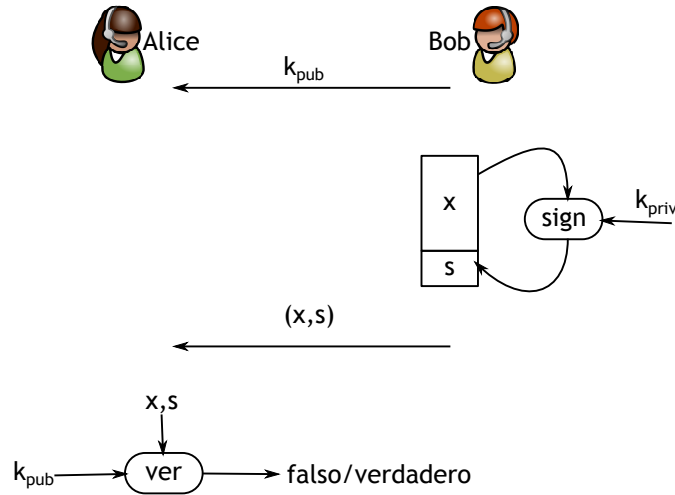 Alice
Bob
k_pub
x
sign
k_priv
s
(x,s)
x,s
k_pub
ver
falso/verdadero